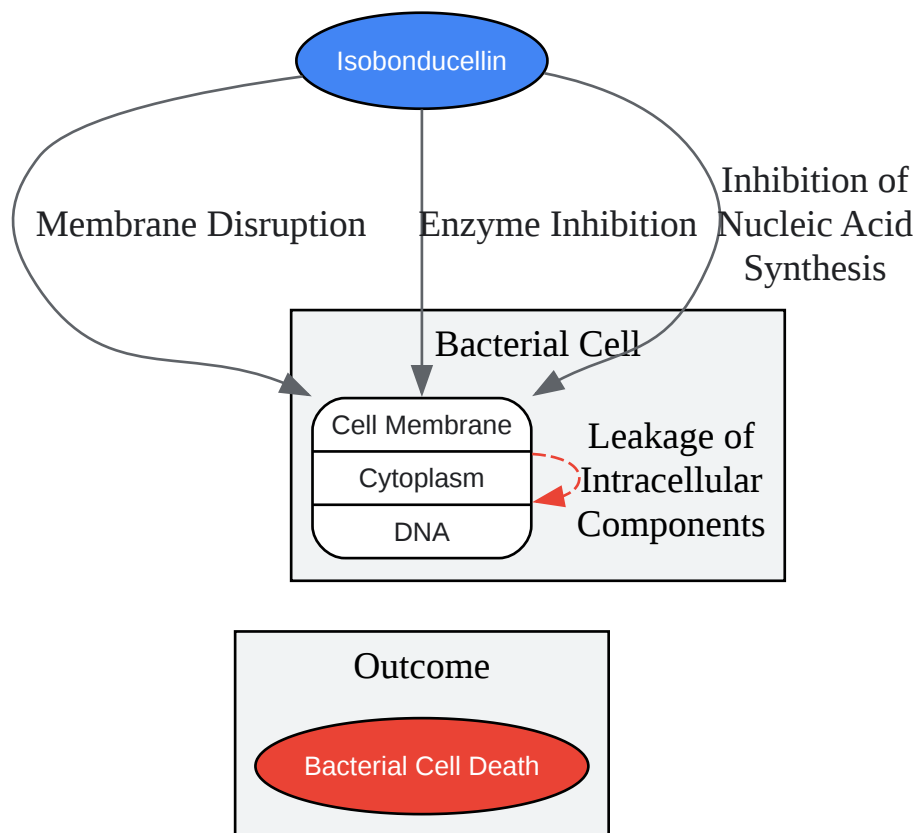 Isobonducellin
Membrane Disruption
Enzyme Inhibition
Inhibition of
Nucleic Acid
Synthesis
Bacterial Cell
Cell Membrane
Cytoplasm
DNA
Leakage of
Intracellular
Components
Outcome
Bacterial Cell Death